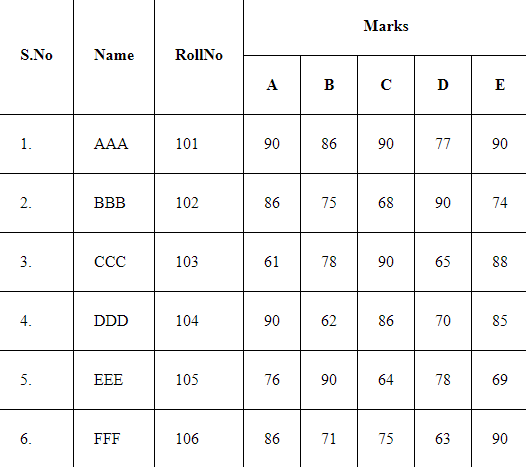 S.No Name RollNo Marks
A B C D E
1. AAA 101 90 86 90 77 90
2. BBB 102 86 75 68 90 74
3. CCC 103 61 78 90 65 88
4. DDD 104 90 62 86 70 85
5. EEE 105 76 90 64 78 69
6. FFF 106 86 71 75 63 90